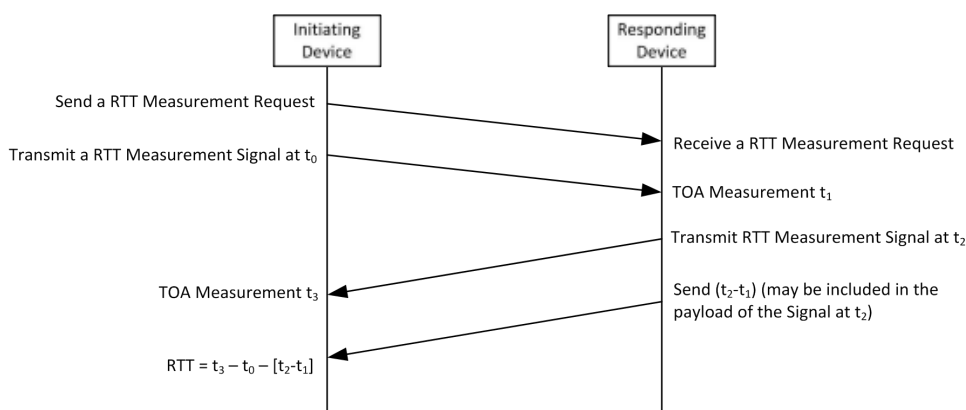 Initiating
Device
Responding
Device
Send a RTT Measurement Request
Receive a RTT Measurement Request
Transmit a RTT Measurement Signal at t₀
TOA Measurement t₁
Transmit RTT Measurement Signal at t₂
TOA Measurement t₃
Send (t₂-t₁) (may be included in the
payload of the Signal at t₂)
RTT = t₃ – t₀ – [t₂-t₁]